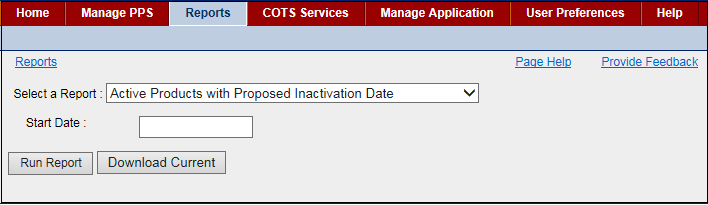 Home Manage PPS Reports COTS Services Manage Application User Preferences Help
Reports Page Help Provide Feedback
Select a Report : Active Products with Proposed Inactivation Date
Start Date :
Run Report Download Current